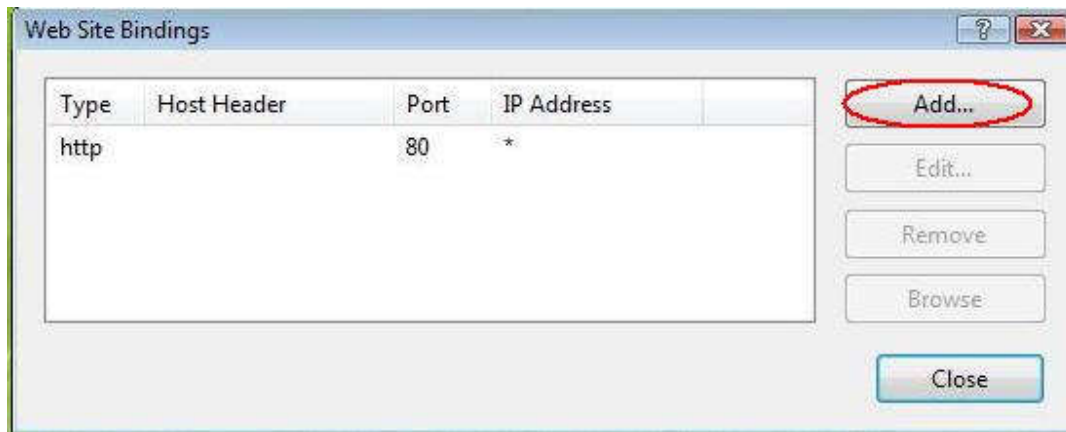 Web Site Bindings ?
Type Host Header Port IP Address
http 80 *
Add...
Edit...
Remove
Browse
Close